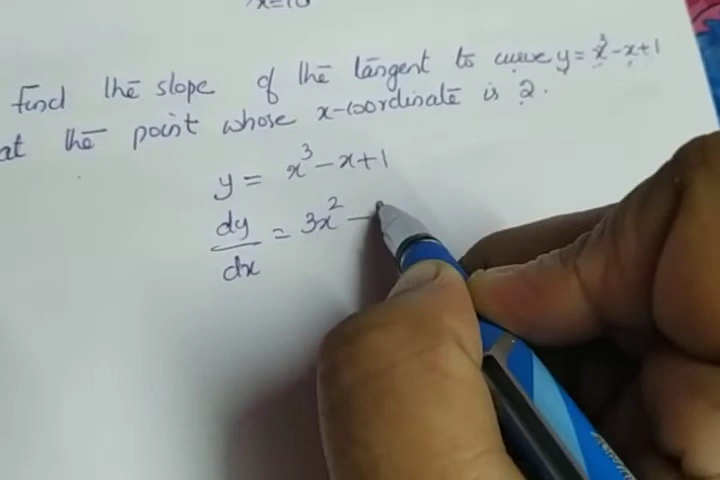 x=10
Find the slope of the tangent to curve y = x³-x+1
at the point whose x-coordinate is 2.
y = x³-x+1
dy/dx = 3x² -